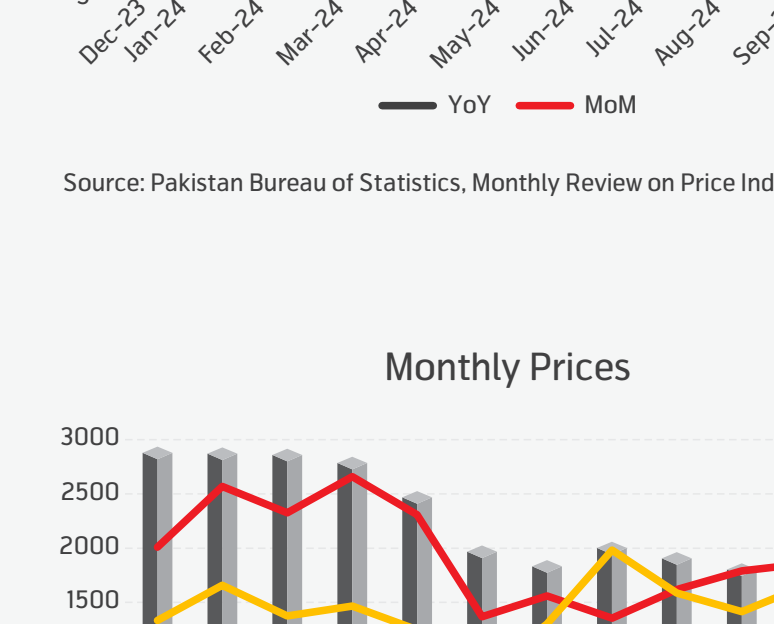 Dec-23 Jan-24 Feb-24 Mar-24 Apr-24 May-24 Jun-24 Jul-24 Aug-24
YoY MoM
Source: Pakistan Bureau of Statistics, Monthly Review on Price
Monthly Prices
3000
2500
2000
1500